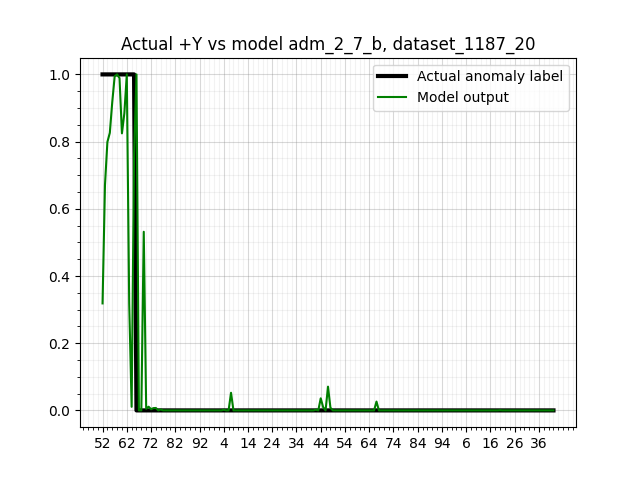 Actual +Y vs model adm_2_7_b, dataset_1187_20
Actual anomaly label
Model output
1.0
0.8
0.6
0.4
0.2
0.0
52 62 72 82 92 4 14 24 34 44 54 64 74 84 94 6 16 26 36